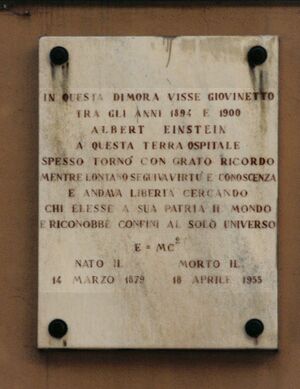 IN QUESTA DIMORA VISSE GIOVINETTO
TRA GLI ANNI 1894 E 1900
ALBERT EINSTEIN
A QUESTA TERRA OSPITALE
SPESSO TORNO' CON GRATO RICORDO
MENTRE LONTANO SEGUIVA VIRTU' E CONOSCENZA
E ANDAVA LIBERTÀ CERCANDO
CHI ELESSE A SUA PATRIA IL MONDO
E RICONOBBE CONFINI AL SOLO UNIVERSO
E = MC²
NATO IL MORTO IL
14 MARZO 1879 18 APRILE 1955